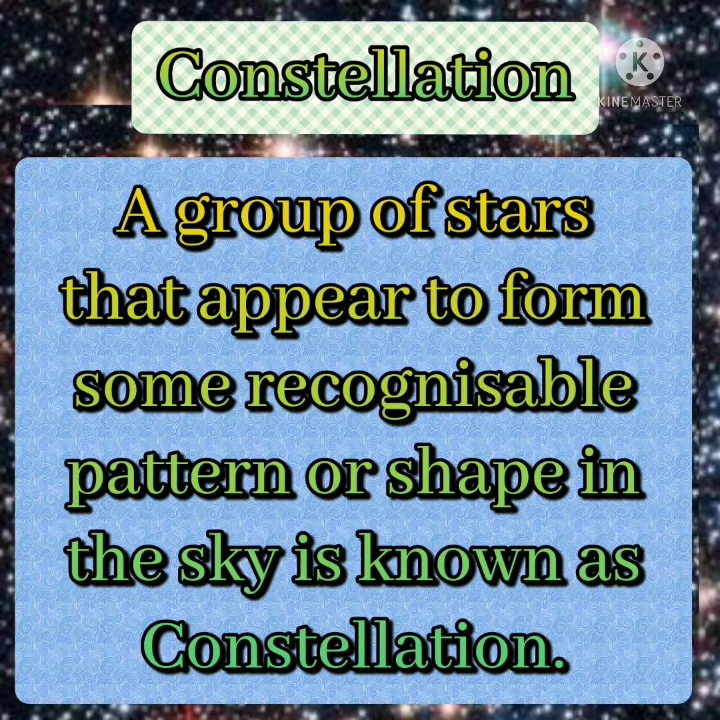 Constellation
KINEMASTER
A group of stars
that appear to form
some recognisable
pattern or shape in
the sky is known as
Constellation.